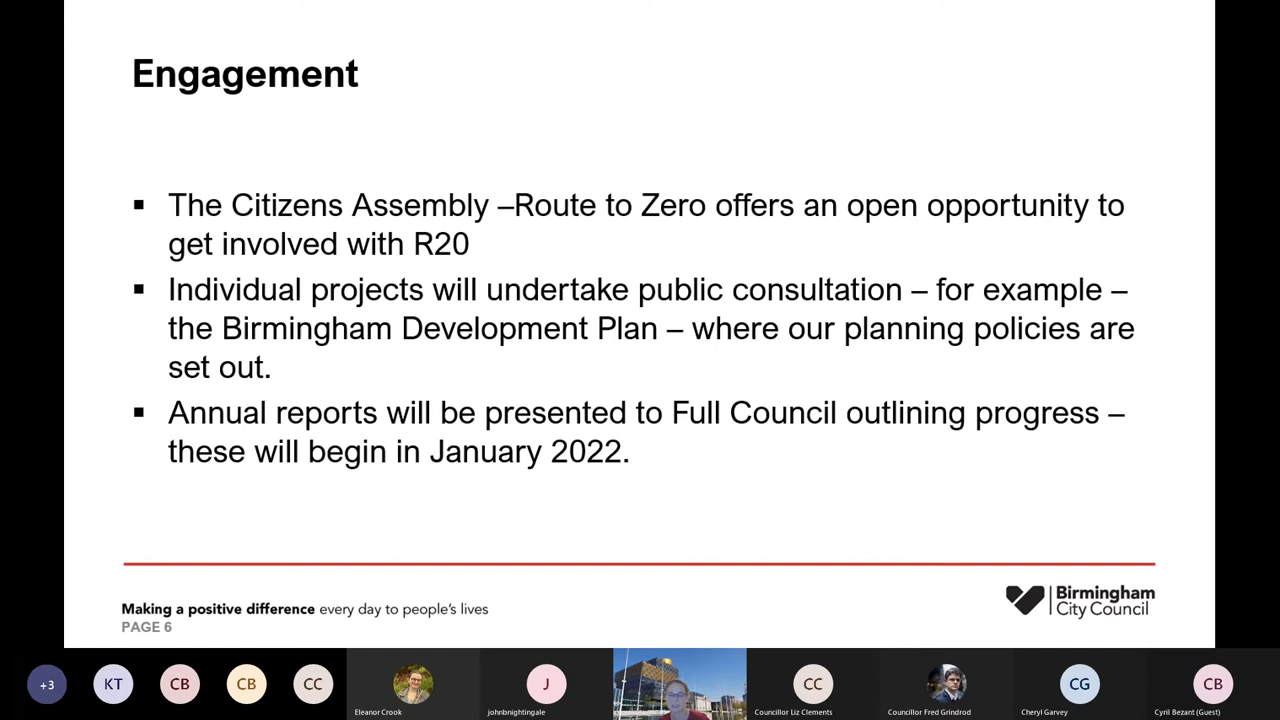 Engagement
▪ The Citizens Assembly –Route to Zero offers an open opportunity to
get involved with R20
▪ Individual projects will undertake public consultation – for example –
the Birmingham Development Plan – where our planning policies are
set out.
▪ Annual reports will be presented to Full Council outlining progress –
these will begin in January 2022.
Making a positive difference every day to people's lives
PAGE 6
Birmingham
City Council
+3 KT CB CB CC J CC CG CB
Eleanor Crook johnbnightingale Councillor Liz Clements Councillor Fred Grindrod Cheryl Garvey Cyril Bezant (Guest)